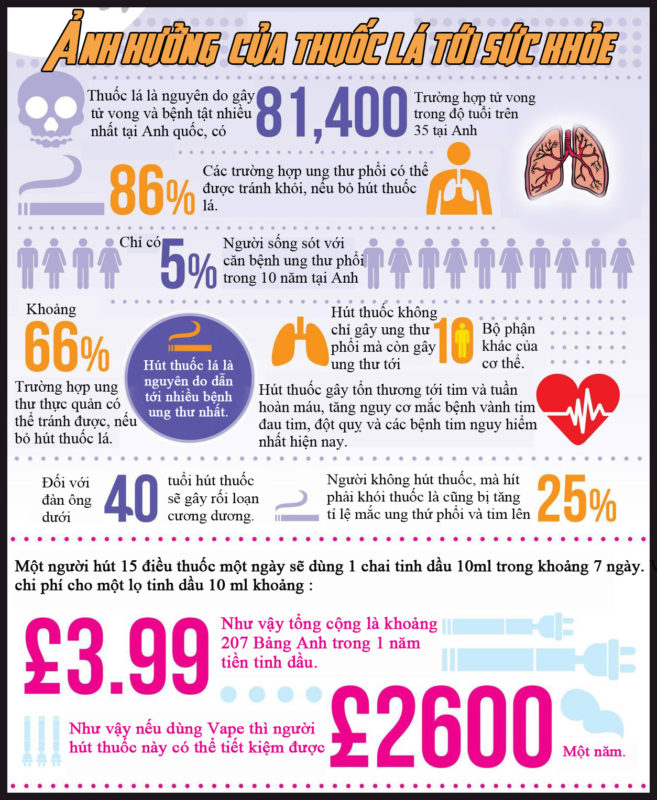 ẢNH HƯỞNG CỦA THUỐC LÁ TỚI SỨC KHỎE
Thuốc lá là nguyên do gây
tử vong và bệnh tật nhiều
nhất tại Anh quốc, có
81,400
Trường hợp tử vong
trong độ tuổi trên
35 tại Anh
86%
Các trường hợp ung thư phổi có thể
được tránh khỏi, nếu bỏ hút thuốc
lá.
Chỉ có
5%
Người sống sót với
căn bệnh ung thư phổi
trong 10 năm tại Anh
Khoảng
66%
Trường hợp ung
thư thực quản có
thể tránh được, nếu
bỏ hút thuốc lá.
Hút thuốc lá là
nguyên do dẫn
tới nhiều bệnh
ung thư nhất.
Hút thuốc không
chỉ gây ung thư
phổi mà còn gây
ung thư tới
10
Bộ phận
khác của
cơ thể.
Hút thuốc gây tổn thương tới tim và tuần
hoàn máu, tăng nguy cơ mắc bệnh vành tim
đau tim, đột quỵ và các bệnh tim nguy hiểm
nhất hiện nay.
Đối với
đàn ông
dưới
40
tuổi hút thuốc
sẽ gây rối loạn
cương dương.
Người không hút thuốc, mà hít
phải khói thuốc lá cũng bị tăng
tỉ lệ mắc ung thứ phổi và tim lên
25%
Một người hút 15 điều thuốc một ngày sẽ dùng 1 chai tinh dầu 10ml trong khoảng 7 ngày.
chi phí cho một lọ tinh dầu 10 ml khoảng :
£3.99
Như vậy tổng cộng là khoảng
207 Bảng Anh trong 1 năm
tiền tinh dầu.
Như vậy nếu dùng Vape thì người
hút thuốc này có thể tiết kiệm được
£2600
Một năm.